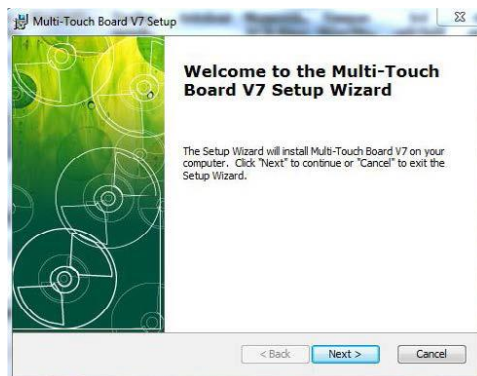 Multi-Touch Board V7 Setup
Welcome to the Multi-Touch
Board V7 Setup Wizard
The Setup Wizard will install Multi-Touch Board V7 on your
computer. Click "Next" to continue or "Cancel" to exit the
Setup Wizard.
< Back Next > Cancel